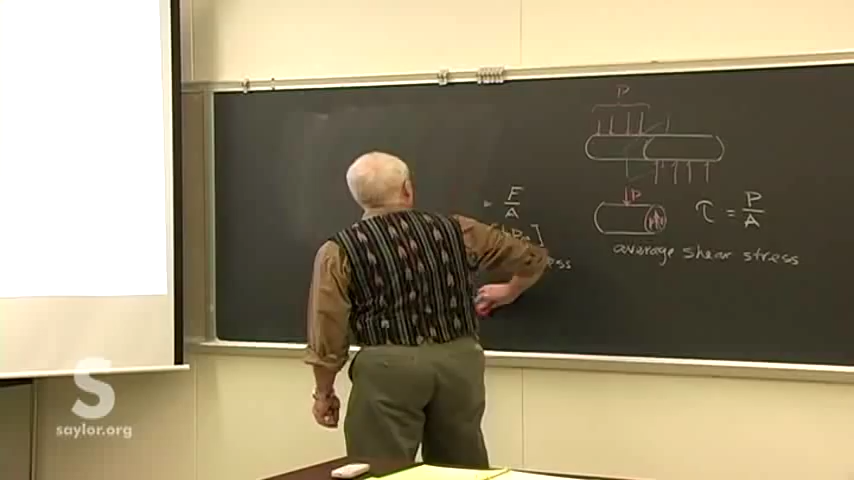 P
F
A
P
τ = P
A
average shear stress
S
saylor.org